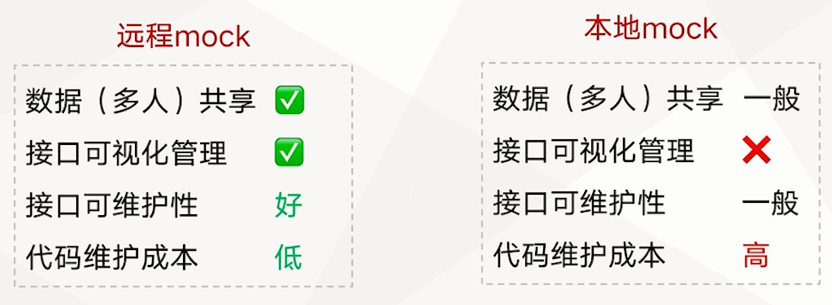 远程mock
数据（多人）共享 ✅
接口可视化管理 ✅
接口可维护性 好
代码维护成本 低
本地mock
数据（多人）共享 一般
接口可视化管理 ❌
接口可维护性 一般
代码维护成本 高